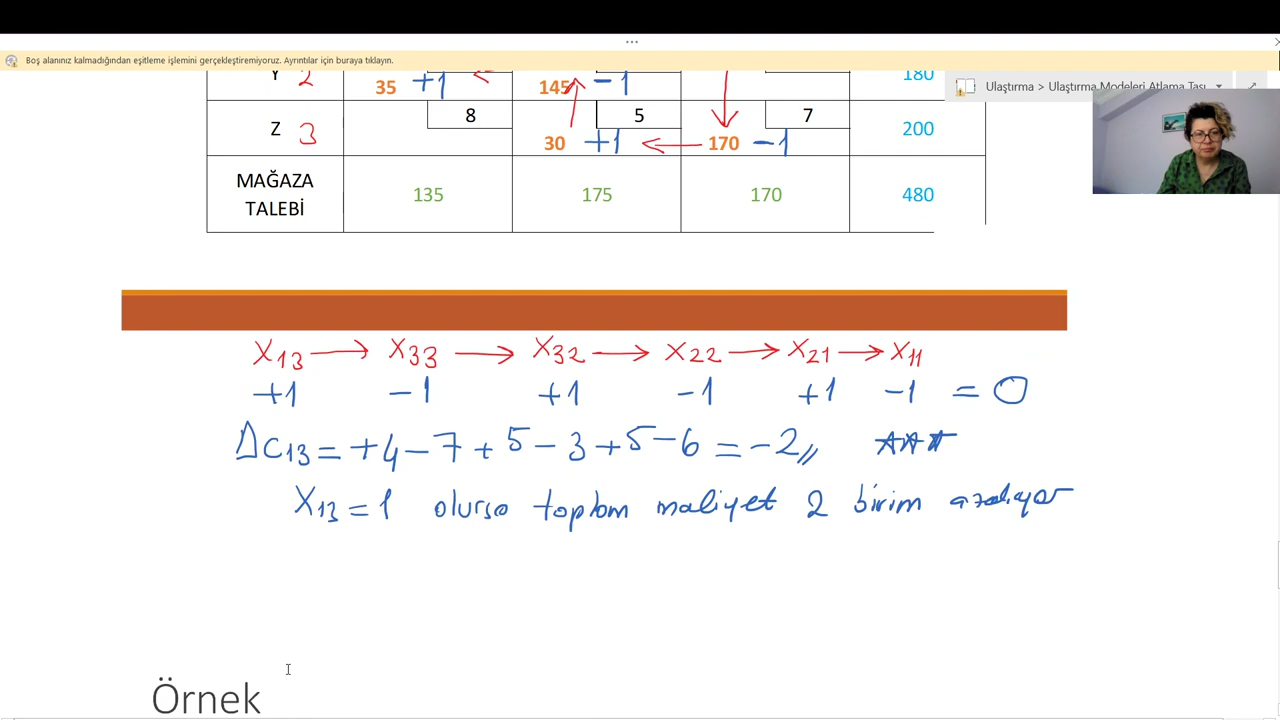 Boş alanınız kalmadığından eşitleme işlemini gerçekleştiremiyoruz. Ayrıntılar için buraya tıklayın.
Ulaştırma > Ulaştırma Modeleri Atlama Taşı
Y 2 35 +1 145 -1 180
8 5 7
Z 3 30 +1 170 -1 200
MAĞAZA
TALEBİ 135 175 170 480
X13 → X33 → X32 → X22 → X21 → X11
+1 -1 +1 -1 +1 -1 = 0
ΔC13 = +4 - 7 + 5 - 3 + 5 - 6 = -2 //
X13 = 1 olursa toplam maliyet 2 birim azalıyor
Örnek